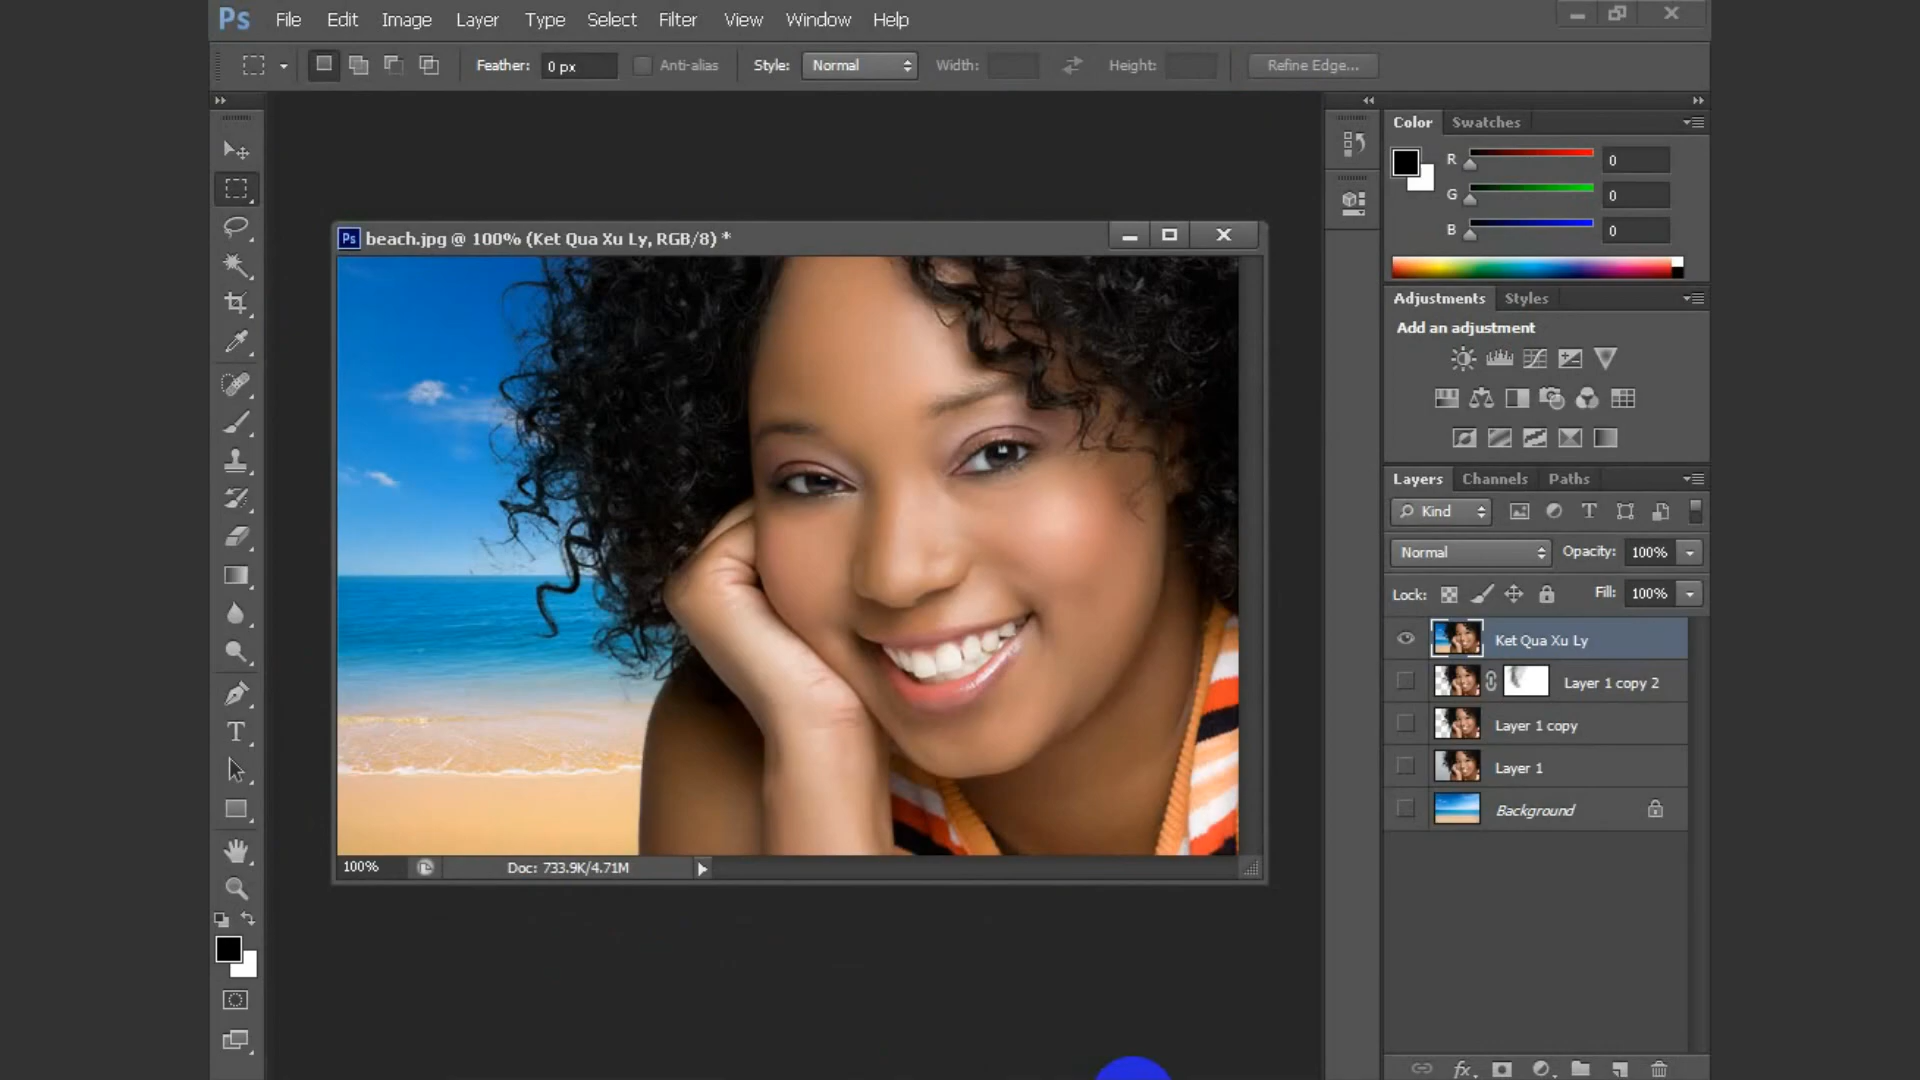 Ps File Edit Image Layer Type Select Filter View Window Help
Feather: 0 px Anti-alias Style: Normal Width: Height: Refine Edge...
Color Swatches
R 0
G 0
B 0
Ps beach.jpg @ 100% (Ket Qua Xu Ly, RGB/8) *
Adjustments Styles
Add an adjustment
Layers Channels Paths
Kind T
Normal Opacity: 100%
Lock: Fill: 100%
Ket Qua Xu Ly
Layer 1 copy 2
Layer 1 copy
Layer 1
Background
100% Doc: 733.9K/4.71M
T
fx